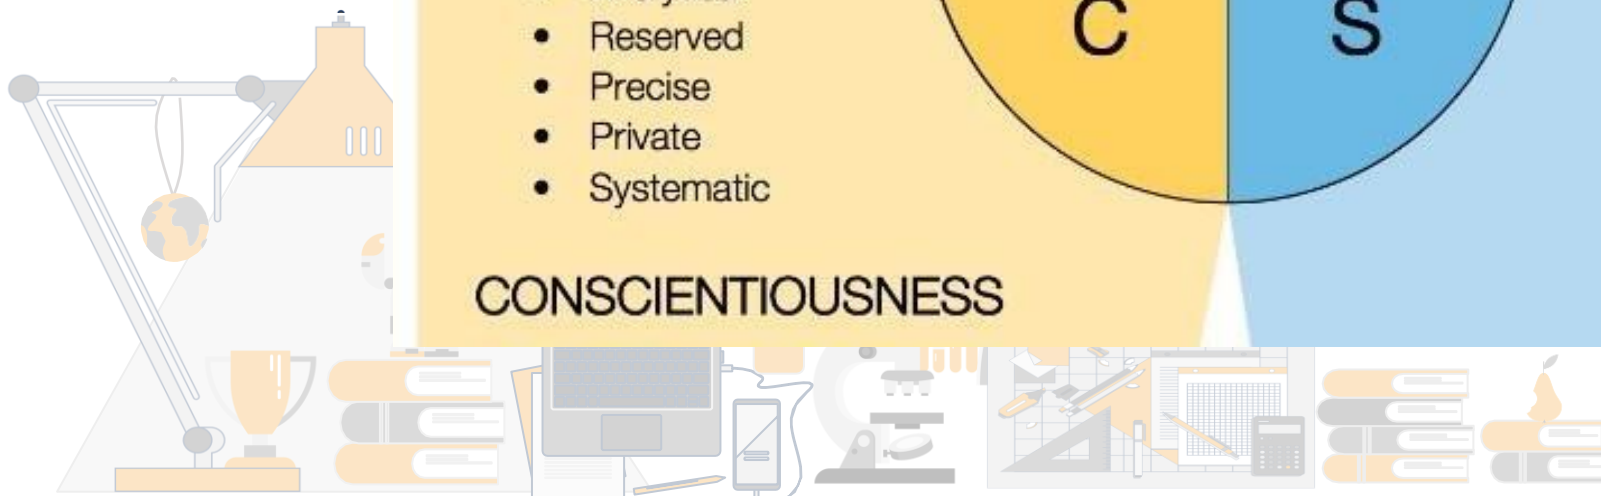 • Reserved
• Precise
• Private
• Systematic
CONSCIENTIOUSNESS
C
S